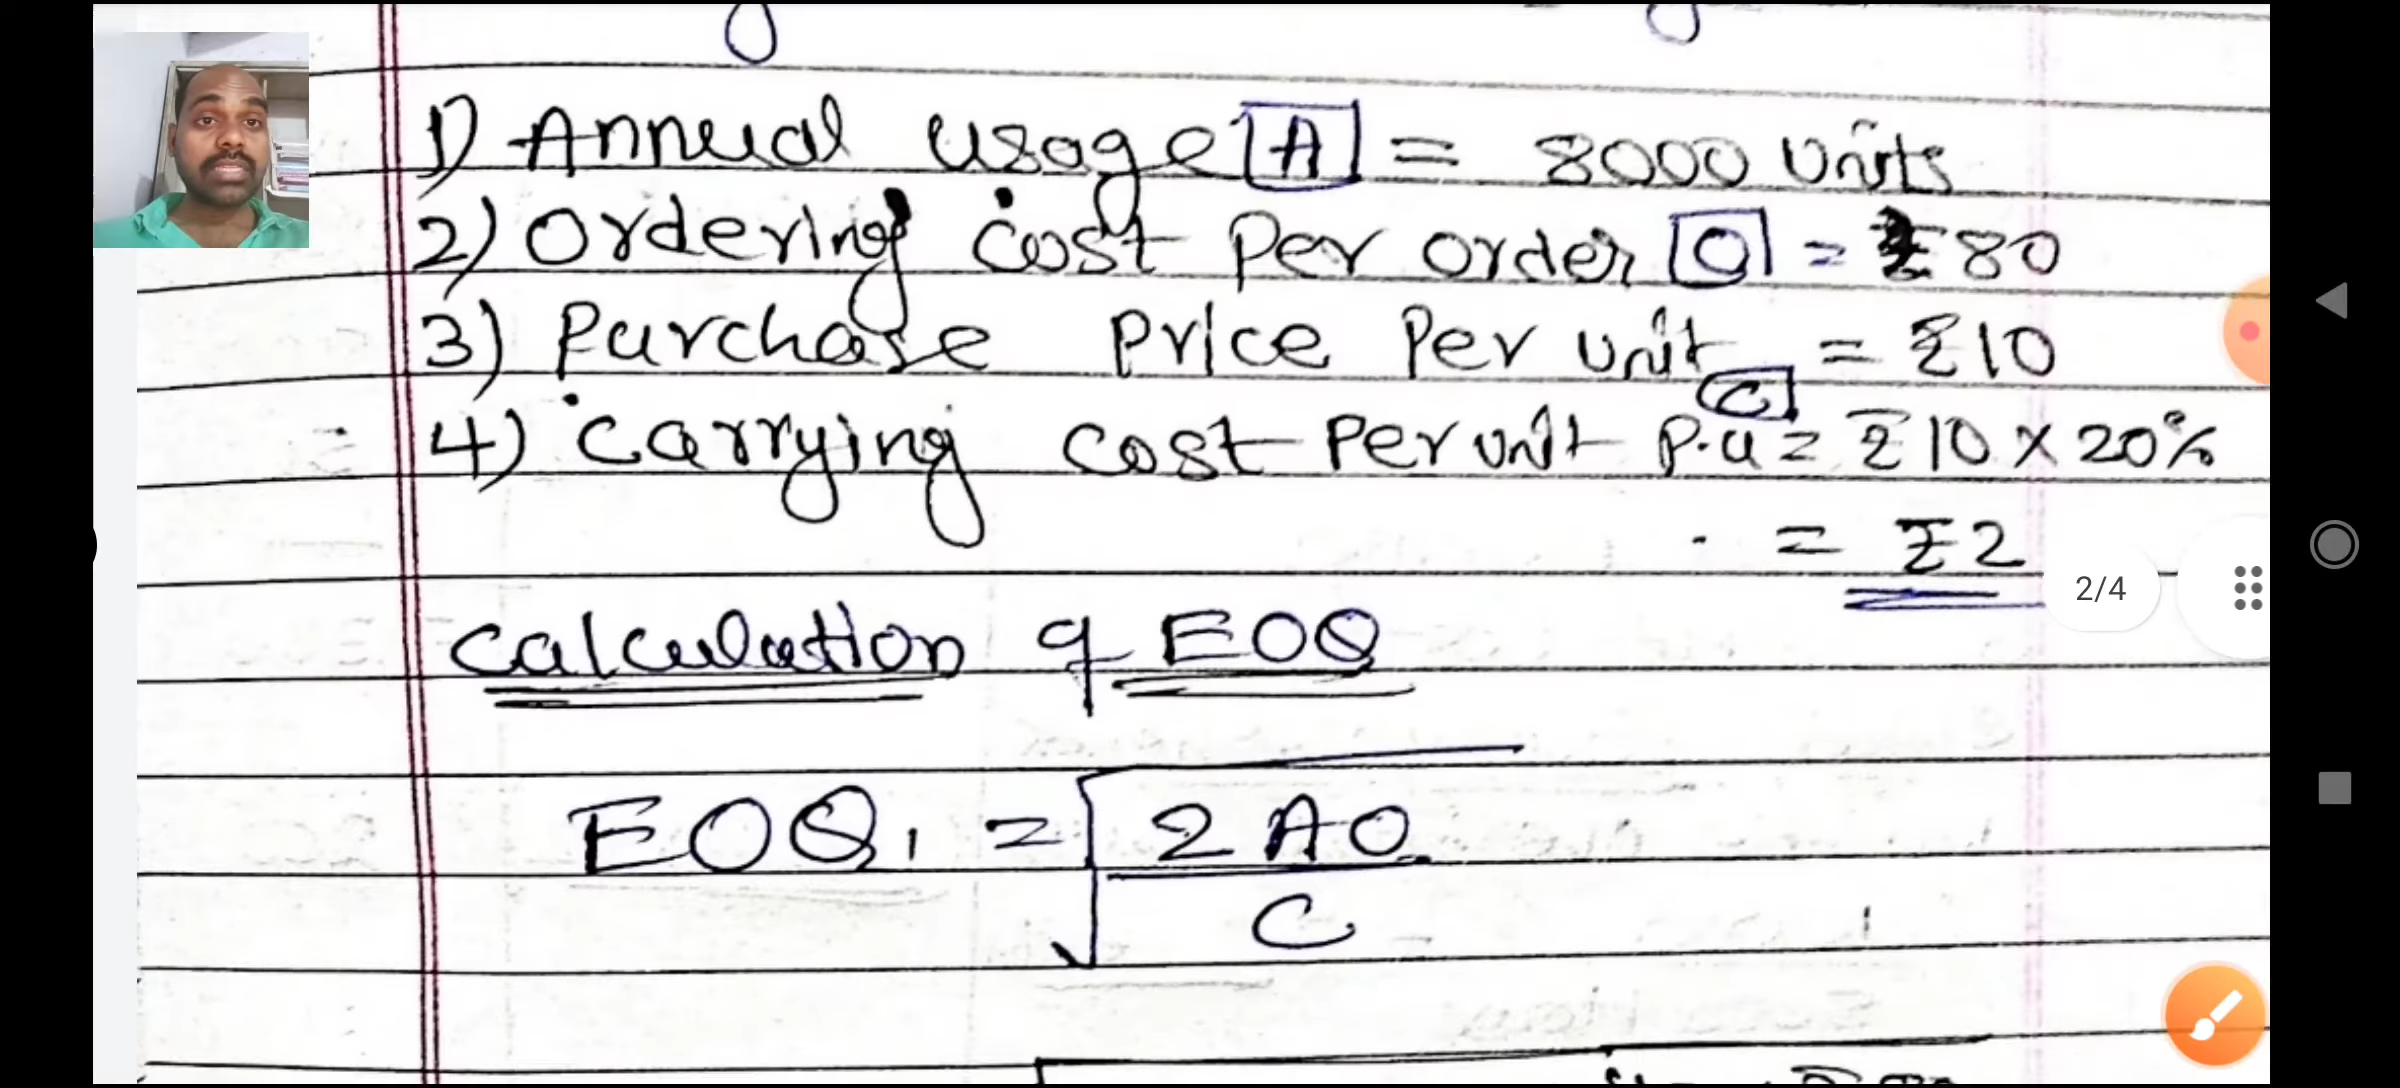 1) Annual usage [A] = 8000 Units
2) Ordering cost per order [O] = ₹80
3) Purchase Price Per unit = ₹10
4) Carrying cost Per unit P.a [C] = ₹10 × 20%
= ₹2
2/4
Calculation of EOQ
EOQ = √2AO
C